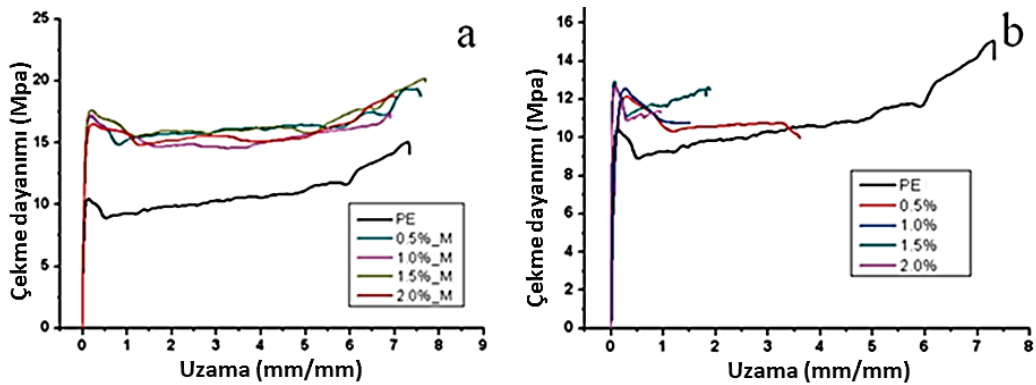 a
Çekme dayanımı (Mpa)
25
20
15
10
5
0
PE
0.5%_M
1.0%_M
1.5%_M
2.0%_M
0 1 2 3 4 5 6 7 8 9
Uzama (mm/mm)
b
Çekme dayanımı (Mpa)
16
14
12
10
8
6
4
2
0
PE
0.5%
1.0%
1.5%
2.0%
0 1 2 3 4 5 6 7 8
Uzama (mm/mm)